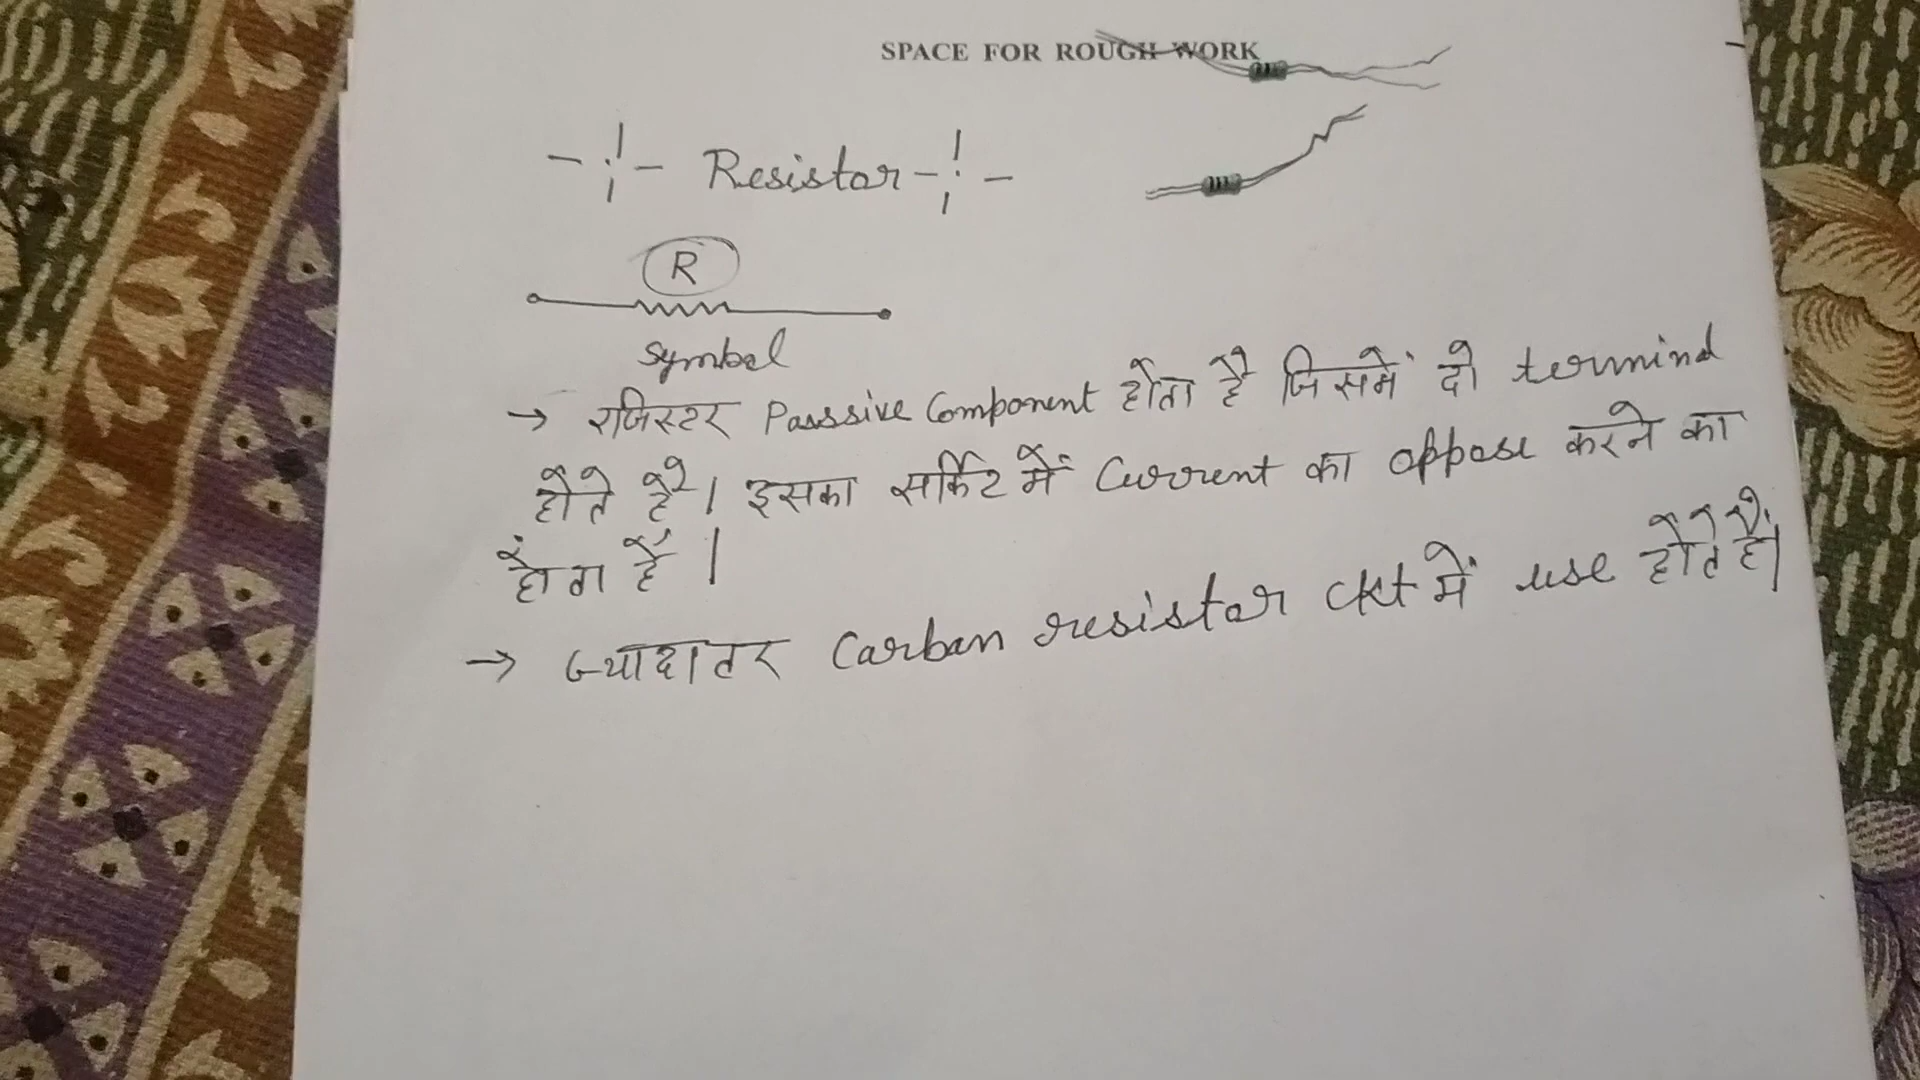 SPACE FOR ROUGH WORK
Resistor
R
Symbol
→ रजिस्टर Passsive Component होता है जिसमें दो terminal
होते है। इसका सर्किट में Current का oppose करने का
होता है।
→ ज्यादातर Carbon resistor ckt में use होते है।